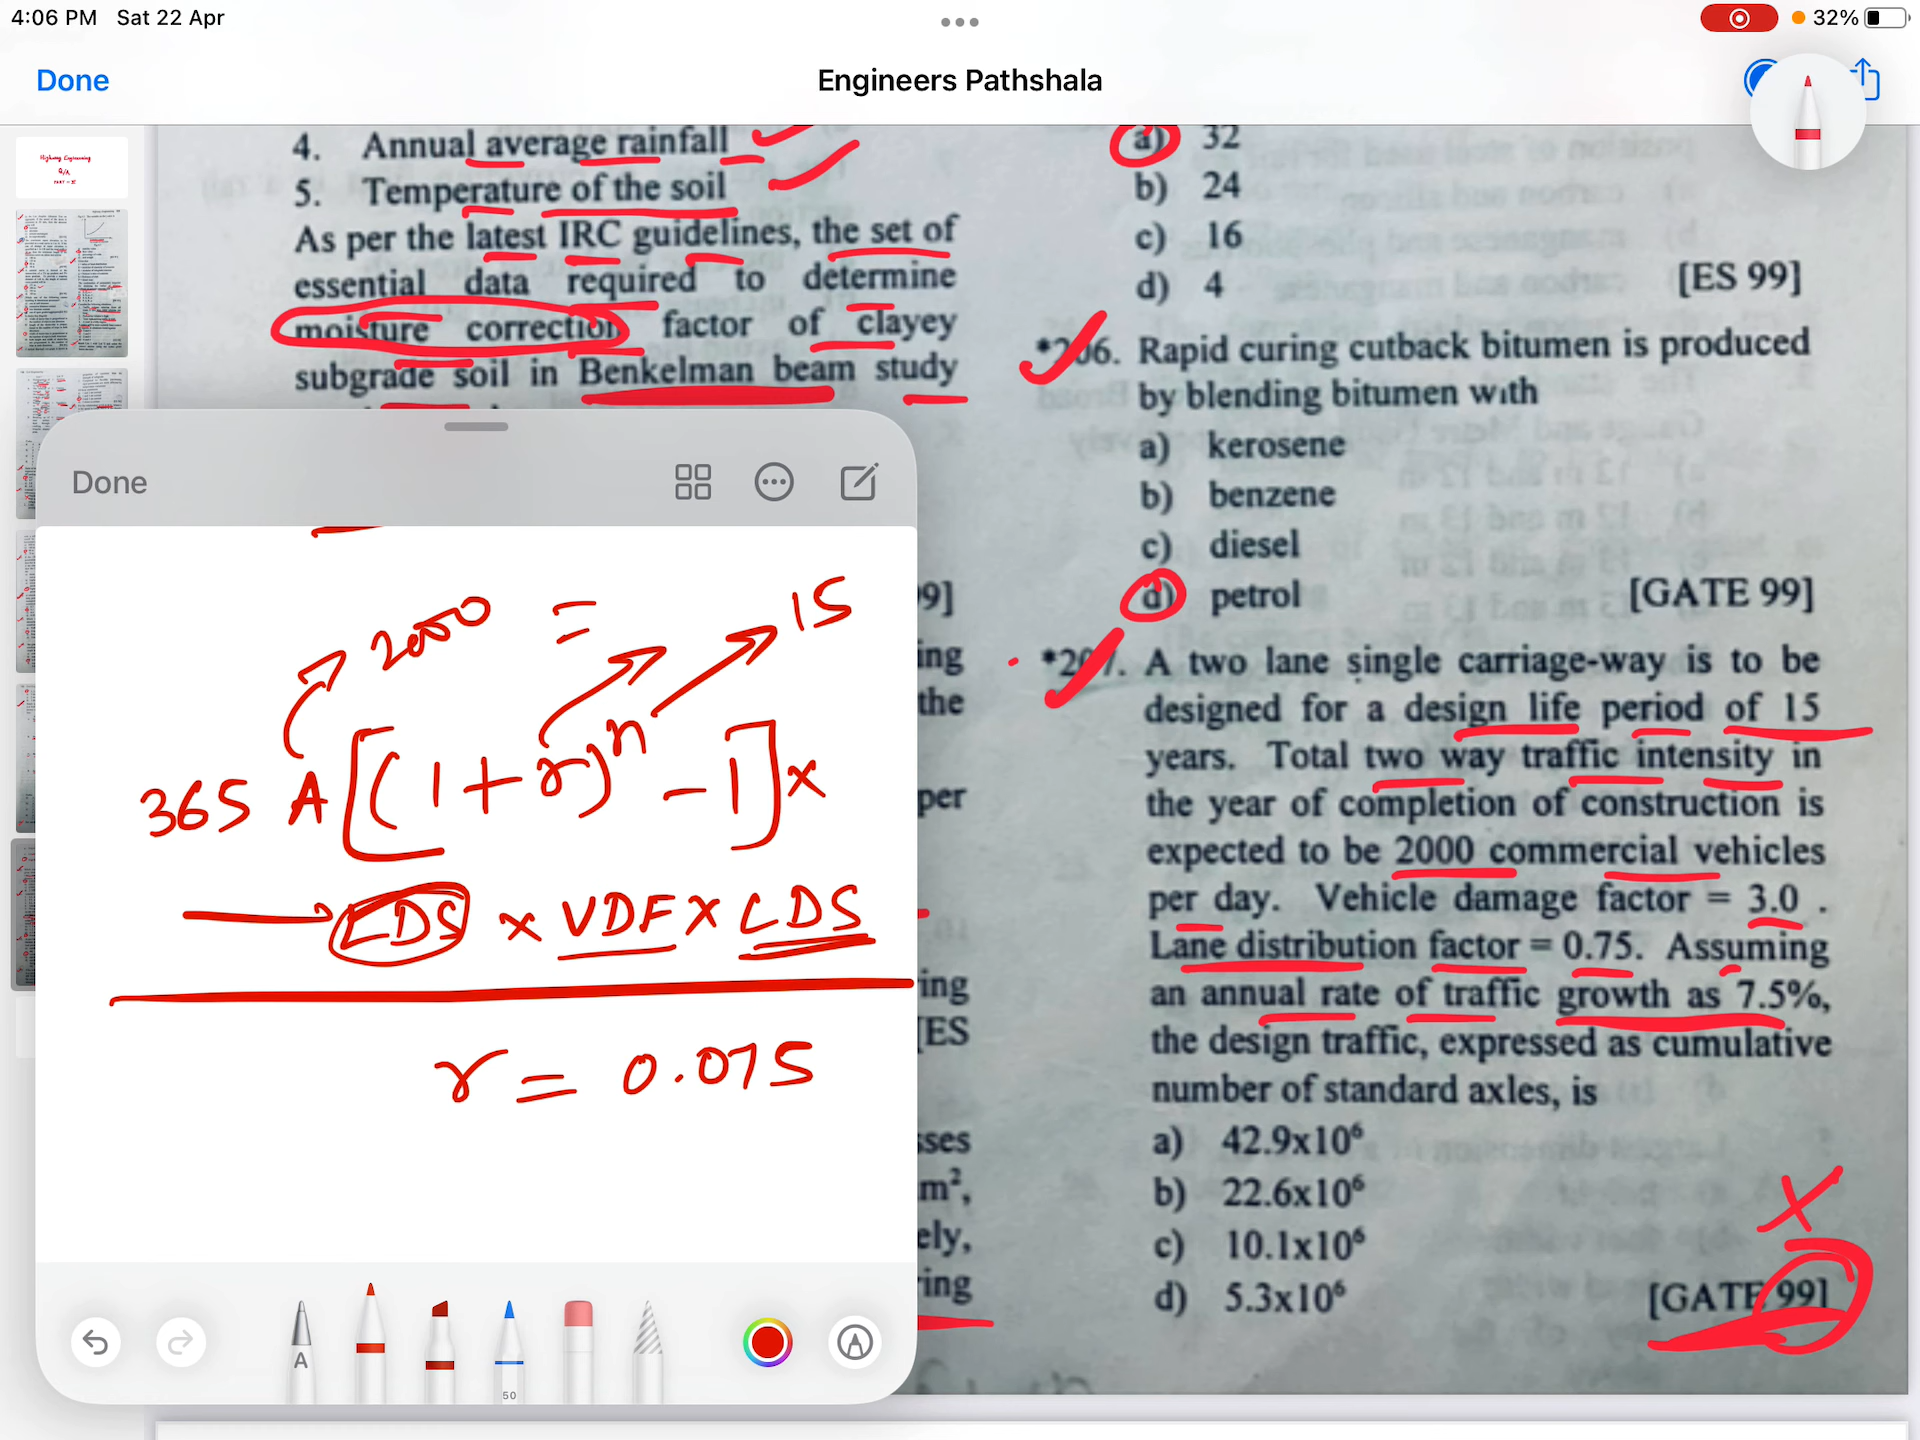 4:06 PM Sat 22 Apr
32%
Done
Engineers Pathshala
4. Annual average rainfall
5. Temperature of the soil
As per the latest IRC guidelines, the set of
essential data required to determine
moisture correction factor of clayey
subgrade soil in Benkelman beam study
9]
ing
the
per
ing
[ES
sses
m²,
ely,
ring
Done
2000 =
15
365 A[(1+r)ⁿ -1]x
LDS x VDF x LDS
r = 0.075
A
50
a) 32
b) 24
c) 16
d) 4
[ES 99]
*206. Rapid curing cutback bitumen is produced
by blending bitumen with
a) kerosene
b) benzene
c) diesel
d) petrol
[GATE 99]
*207. A two lane single carriage-way is to be
designed for a design life period of 15
years. Total two way traffic intensity in
the year of completion of construction is
expected to be 2000 commercial vehicles
per day. Vehicle damage factor = 3.0 .
Lane distribution factor = 0.75. Assuming
an annual rate of traffic growth as 7.5%,
the design traffic, expressed as cumulative
number of standard axles, is
a) 42.9x10⁶
b) 22.6x10⁶
c) 10.1x10⁶
d) 5.3x10⁶
[GATE 99]